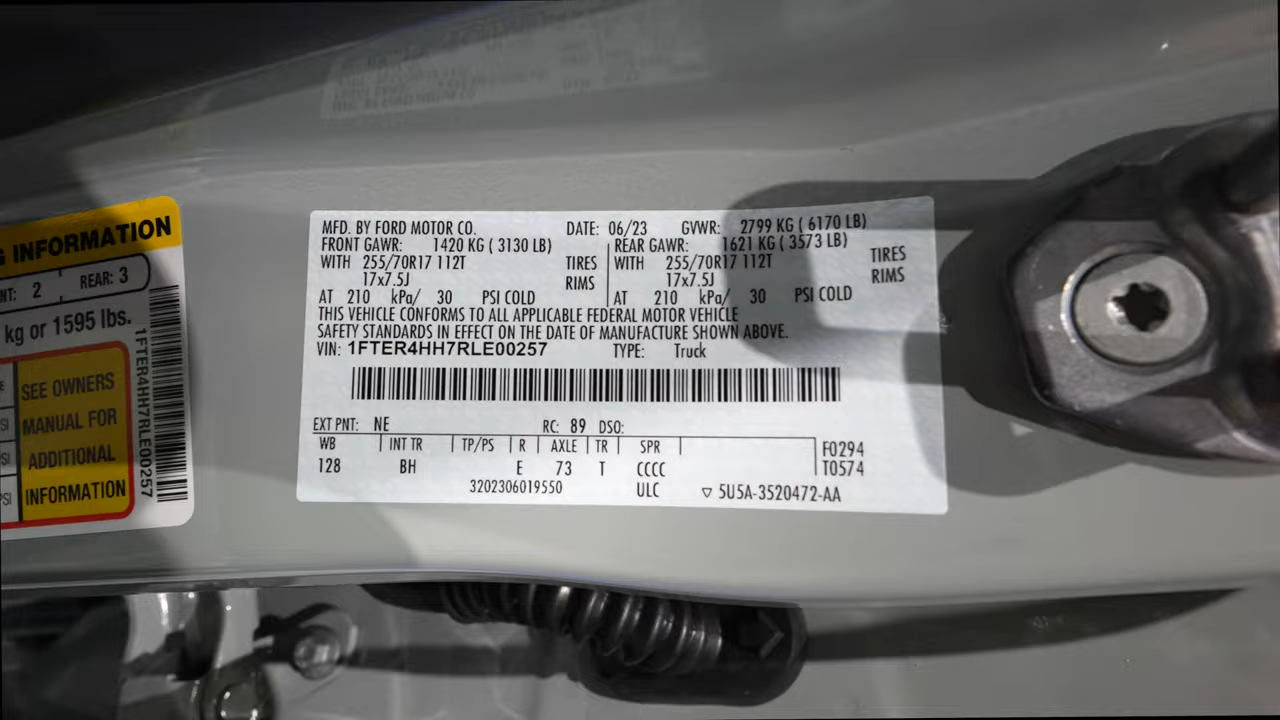 G INFORMATION
NT: 2 REAR: 3
kg or 1595 lbs.
SEE OWNERS
MANUAL FOR
ADDITIONAL
INFORMATION
1FTER4HH7RLE00257
MFD. BY FORD MOTOR CO. DATE: 06/23 GVWR: 2799 KG ( 6170 LB)
FRONT GAWR: 1420 KG ( 3130 LB) REAR GAWR: 1621 KG ( 3573 LB)
WITH 255/70R17 112T TIRES WITH 255/70R17 112T TIRES
17x7.5J RIMS 17x7.5J RIMS
AT 210 kPa/ 30 PSI COLD AT 210 kPa/ 30 PSI COLD
THIS VEHICLE CONFORMS TO ALL APPLICABLE FEDERAL MOTOR VEHICLE
SAFETY STANDARDS IN EFFECT ON THE DATE OF MANUFACTURE SHOWN ABOVE.
VIN: 1FTER4HH7RLE00257 TYPE: Truck
EXT PNT: NE RC: 89 DSO:
WB INT TR TP/PS R AXLE TR SPR F0294
128 BH E 73 T CCCC T0574
3202306019550 ULC ▽ 5U5A-3520472-AA